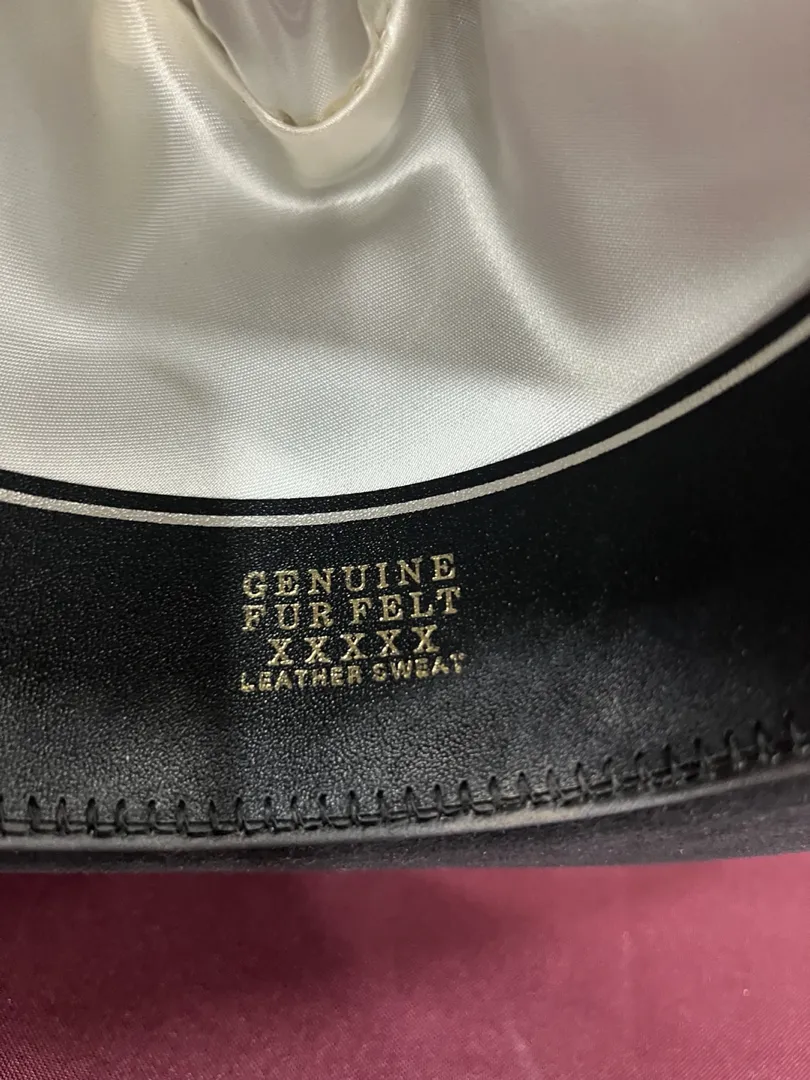 GENUINE
FUR FELT
XXXXX
LEATHER SWEAT